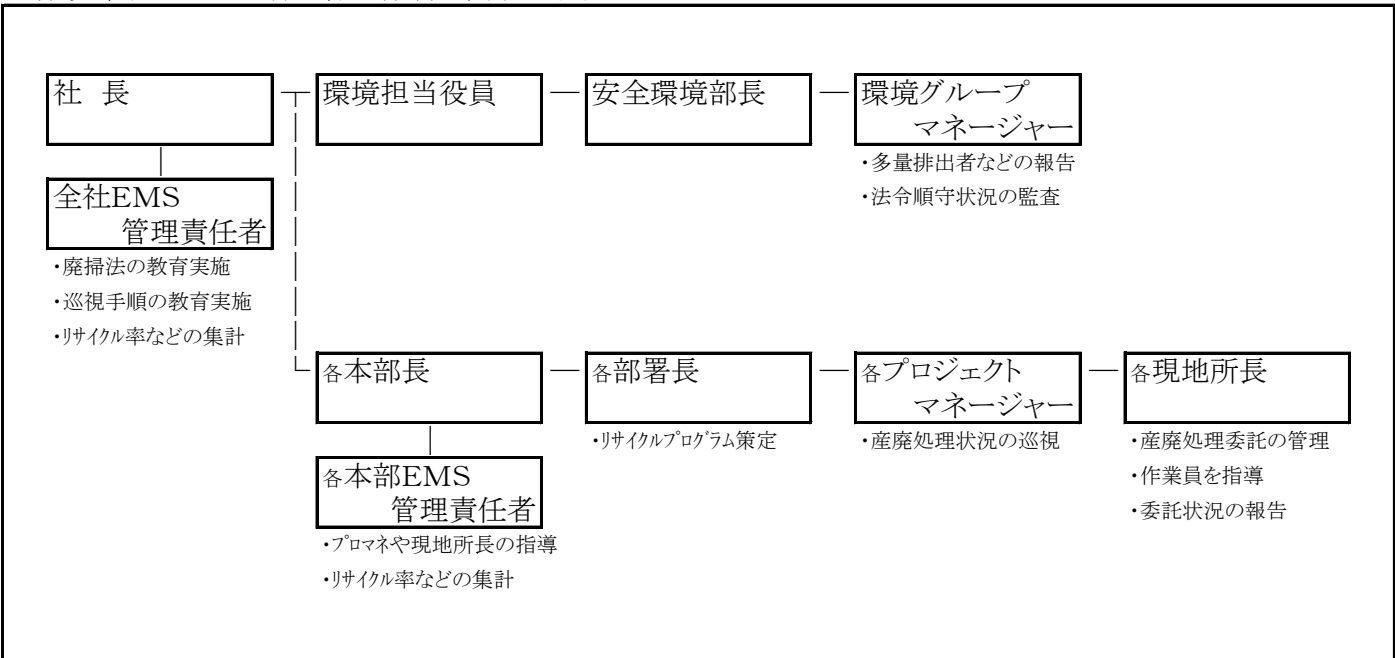 社 長
環境担当役員
安全環境部長
環境グループ
マネージャー
・多量排出者などの報告
・法令順守状況の監査
全社EMS
管理責任者
・廃掃法の教育実施
・巡視手順の教育実施
・ﾘｻｲｸﾙ率などの集計
各本部長
各部署長
各プロジェクト
マネージャー
各現地所長
・ﾘｻｲｸﾙﾌﾟﾛｸﾞﾗﾑ策定
・産廃処理状況の巡視
・産廃処理委託の管理
・作業員を指導
・委託状況の報告
各本部EMS
管理責任者
・ﾌﾟﾛﾏﾈや現地所長の指導
・ﾘｻｲｸﾙ率などの集計